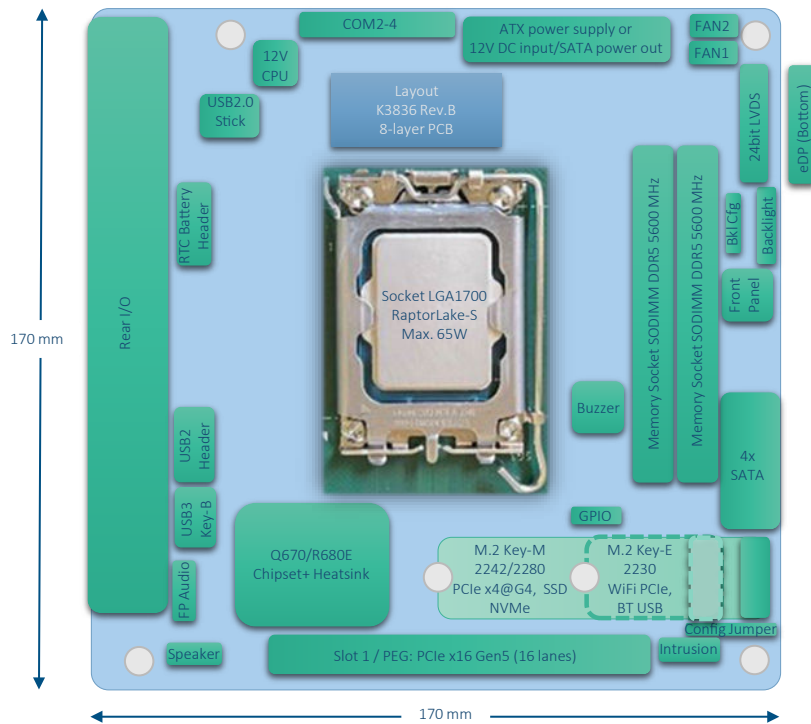 COM2-4
ATX power supply or
12V DC input/SATA power out
FAN2
FAN1
12V
CPU
USB2.0
Stick
Layout
K3836 Rev.B
8-layer PCB
24bit LVDS
eDP (Bottom)
RTC Battery
Header
Memory Socket SODIMM DDR5 5600 MHz
Memory Socket SODIMM DDR5 5600 MHz
Bkl Cfg
Backlight
Front
Panel
Rear I/O
170 mm
Socket LGA1700
RaptorLake-S
Max. 65W
Buzzer
USB2
Header
4x
SATA
USB3
Key-B
GPIO
Q670/R680E
Chipset+ Heatsink
M.2 Key-M
2242/2280
PCIe x4@G4, SSD
NVMe
M.2 Key-E
2230
WiFi PCIe,
BT USB
FP Audio
Config Jumper
Speaker
Slot 1 / PEG: PCIe x16 Gen5 (16 lanes)
Intrusion
170 mm